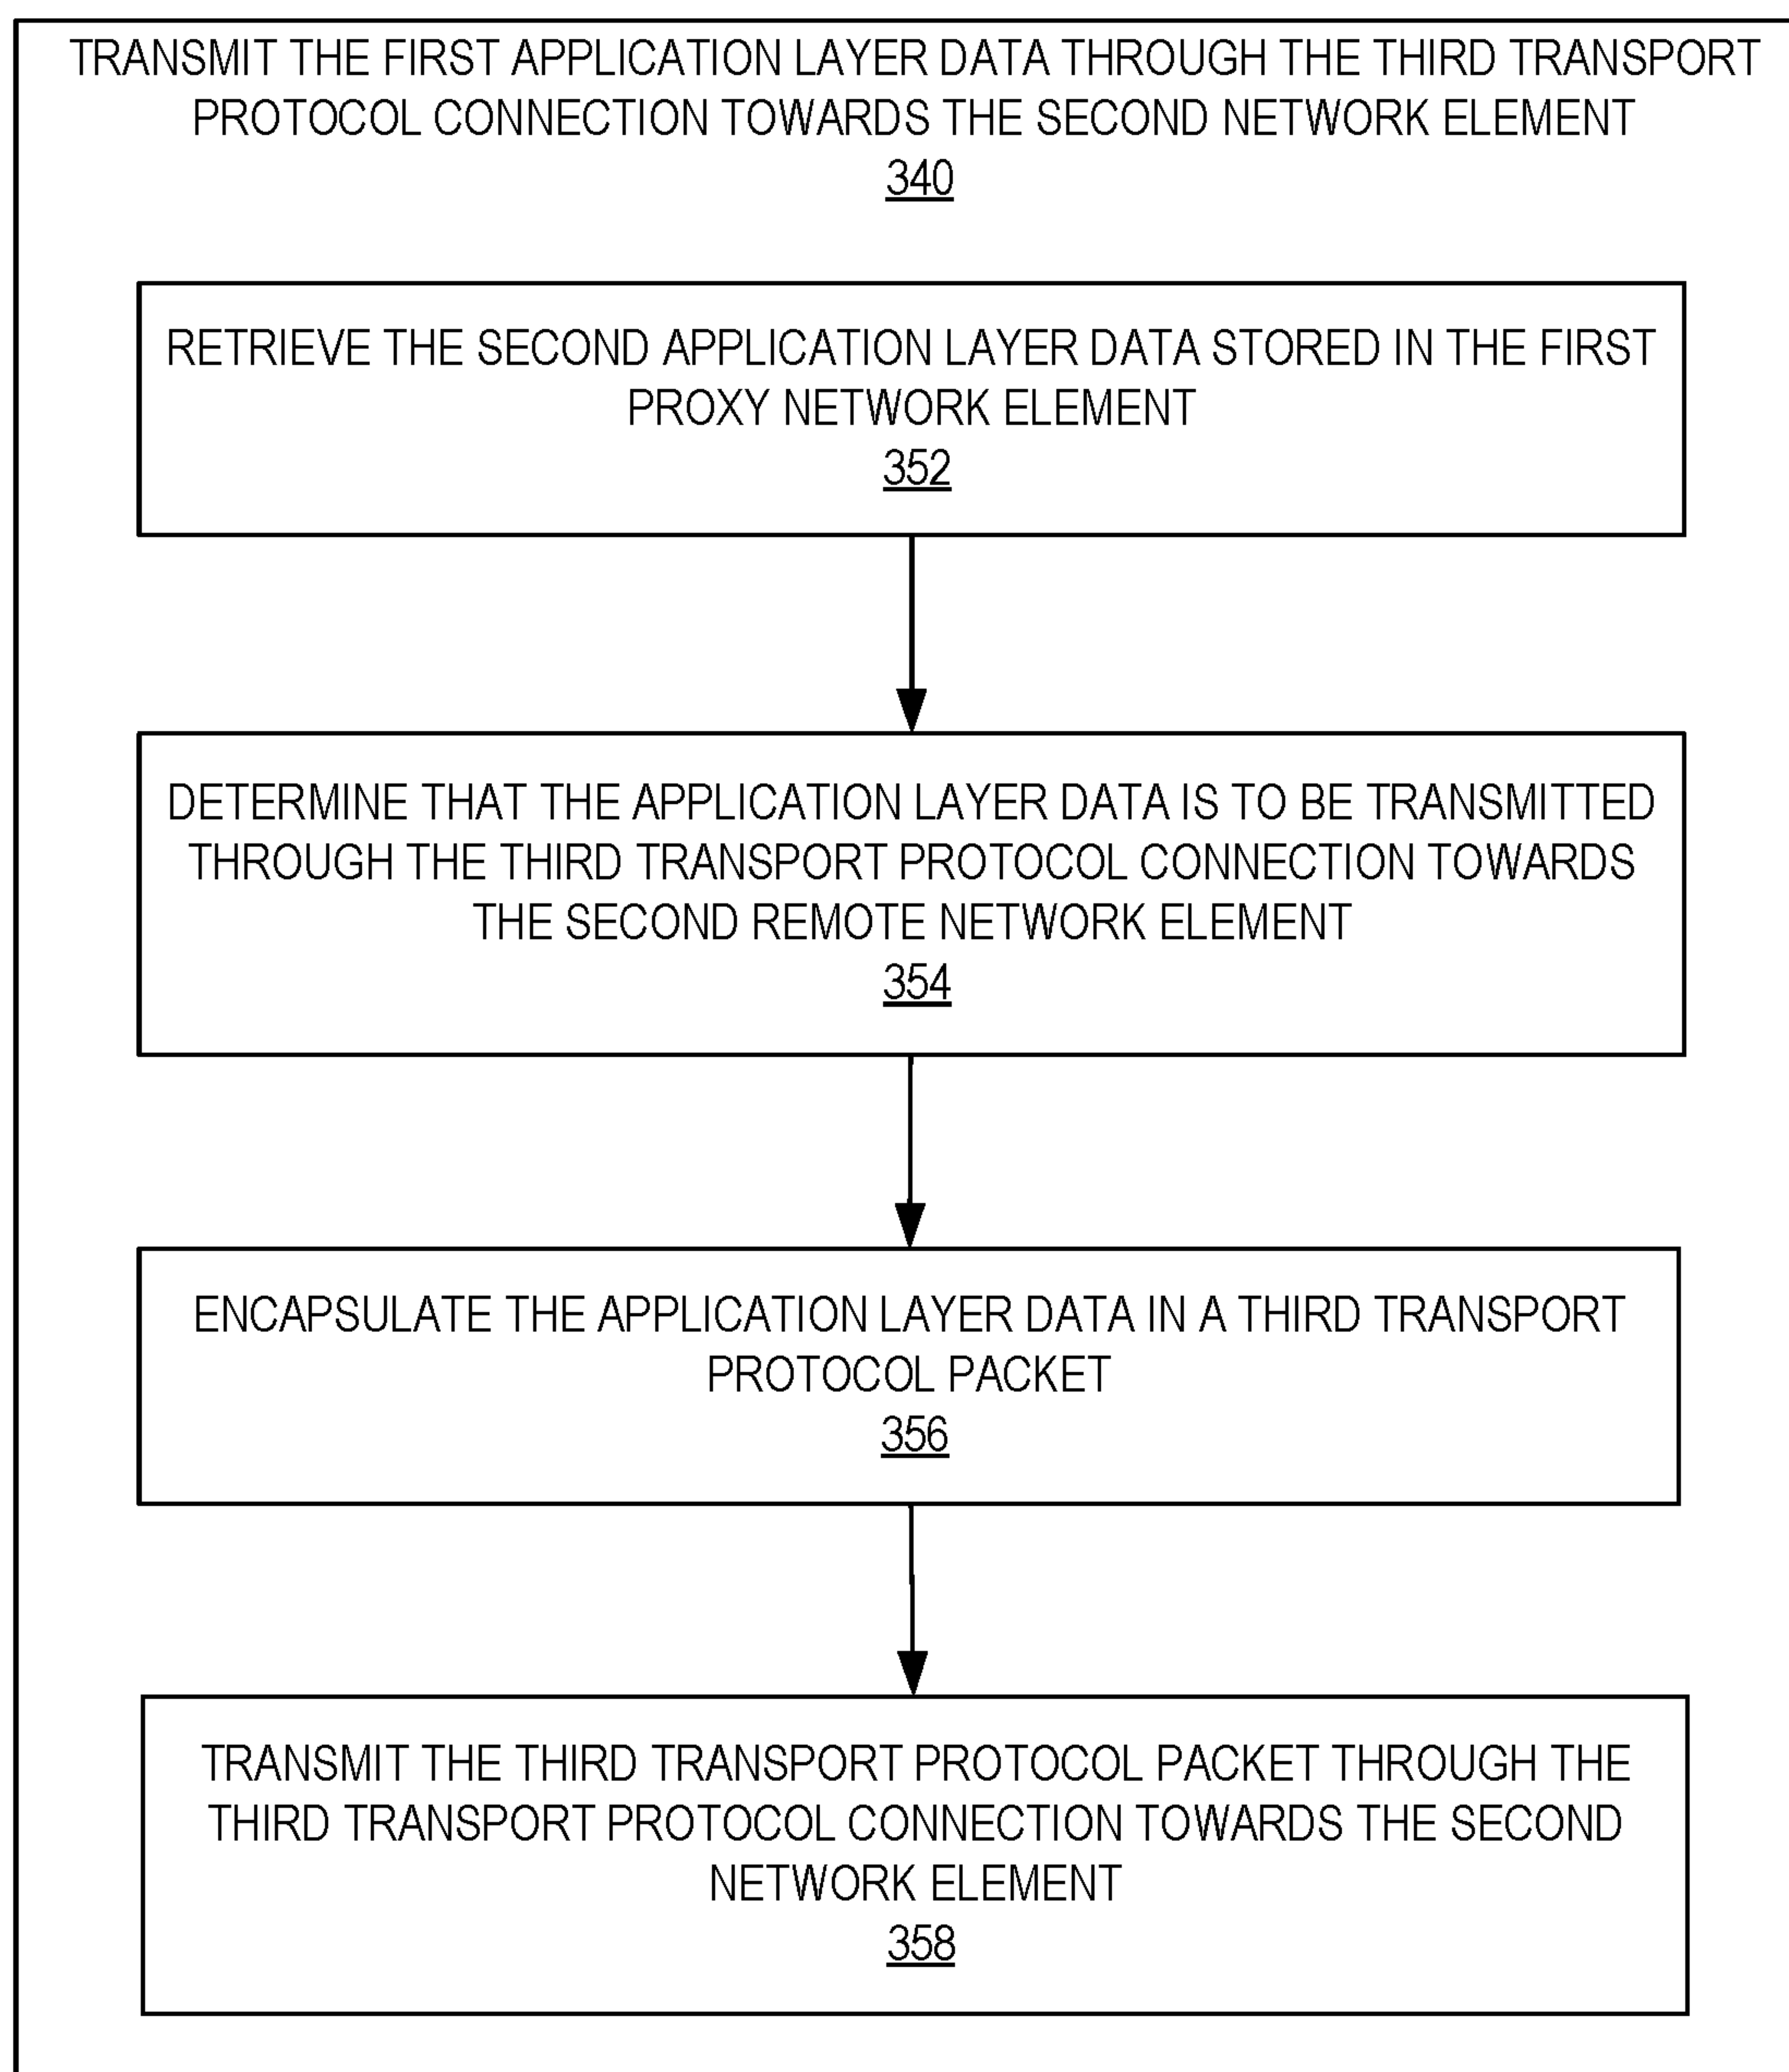 TRANSMIT THE FIRST APPLICATION LAYER DATA THROUGH THE THIRD TRANSPORT
PROTOCOL CONNECTION TOWARDS THE SECOND NETWORK ELEMENT
340
RETRIEVE THE SECOND APPLICATION LAYER DATA STORED IN THE FIRST
PROXY NETWORK ELEMENT
352
DETERMINE THAT THE APPLICATION LAYER DATA IS TO BE TRANSMITTED
THROUGH THE THIRD TRANSPORT PROTOCOL CONNECTION TOWARDS
THE SECOND REMOTE NETWORK ELEMENT
354
ENCAPSULATE THE APPLICATION LAYER DATA IN A THIRD TRANSPORT
PROTOCOL PACKET
356
TRANSMIT THE THIRD TRANSPORT PROTOCOL PACKET THROUGH THE
THIRD TRANSPORT PROTOCOL CONNECTION TOWARDS THE SECOND
NETWORK ELEMENT
358